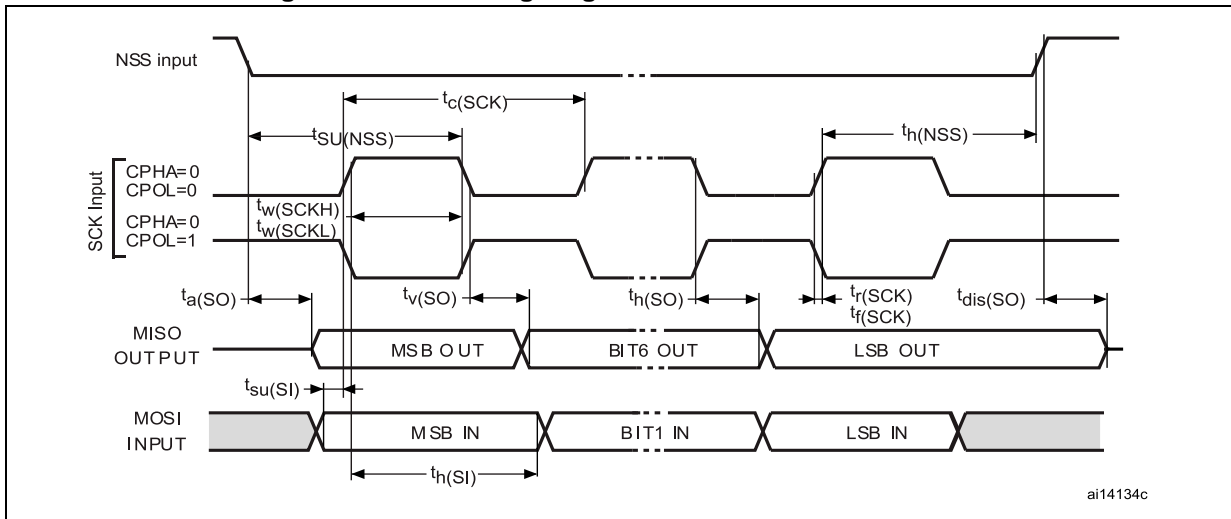 NSS input
tc(SCK)
tSU(NSS)
th(NSS)
SCK Input
CPHA=0
CPOL=0
tw(SCKH)
CPHA=0
tw(SCKL)
CPOL=1
ta(SO)
tv(SO)
th(SO)
tr(SCK)
tf(SCK)
tdis(SO)
MISO
OUTPUT
MSB OUT
BIT6 OUT
LSB OUT
tsu(SI)
MOSI
INPUT
MSB IN
BIT1 IN
LSB IN
th(SI)
ai14134c